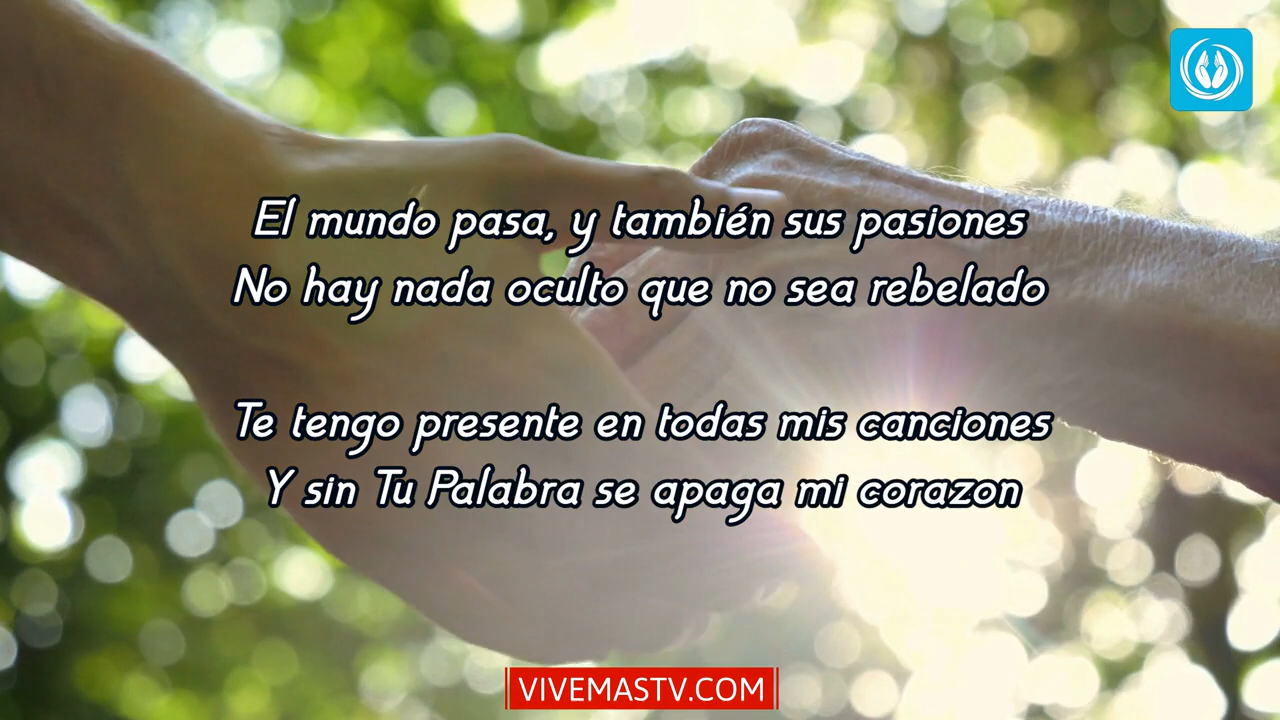 El mundo pasa, y también sus pasiones
No hay nada oculto que no sea rebelado
Te tengo presente en todas mis canciones
Y sin Tu Palabra se apaga mi corazon
VIVEMASTV.COM